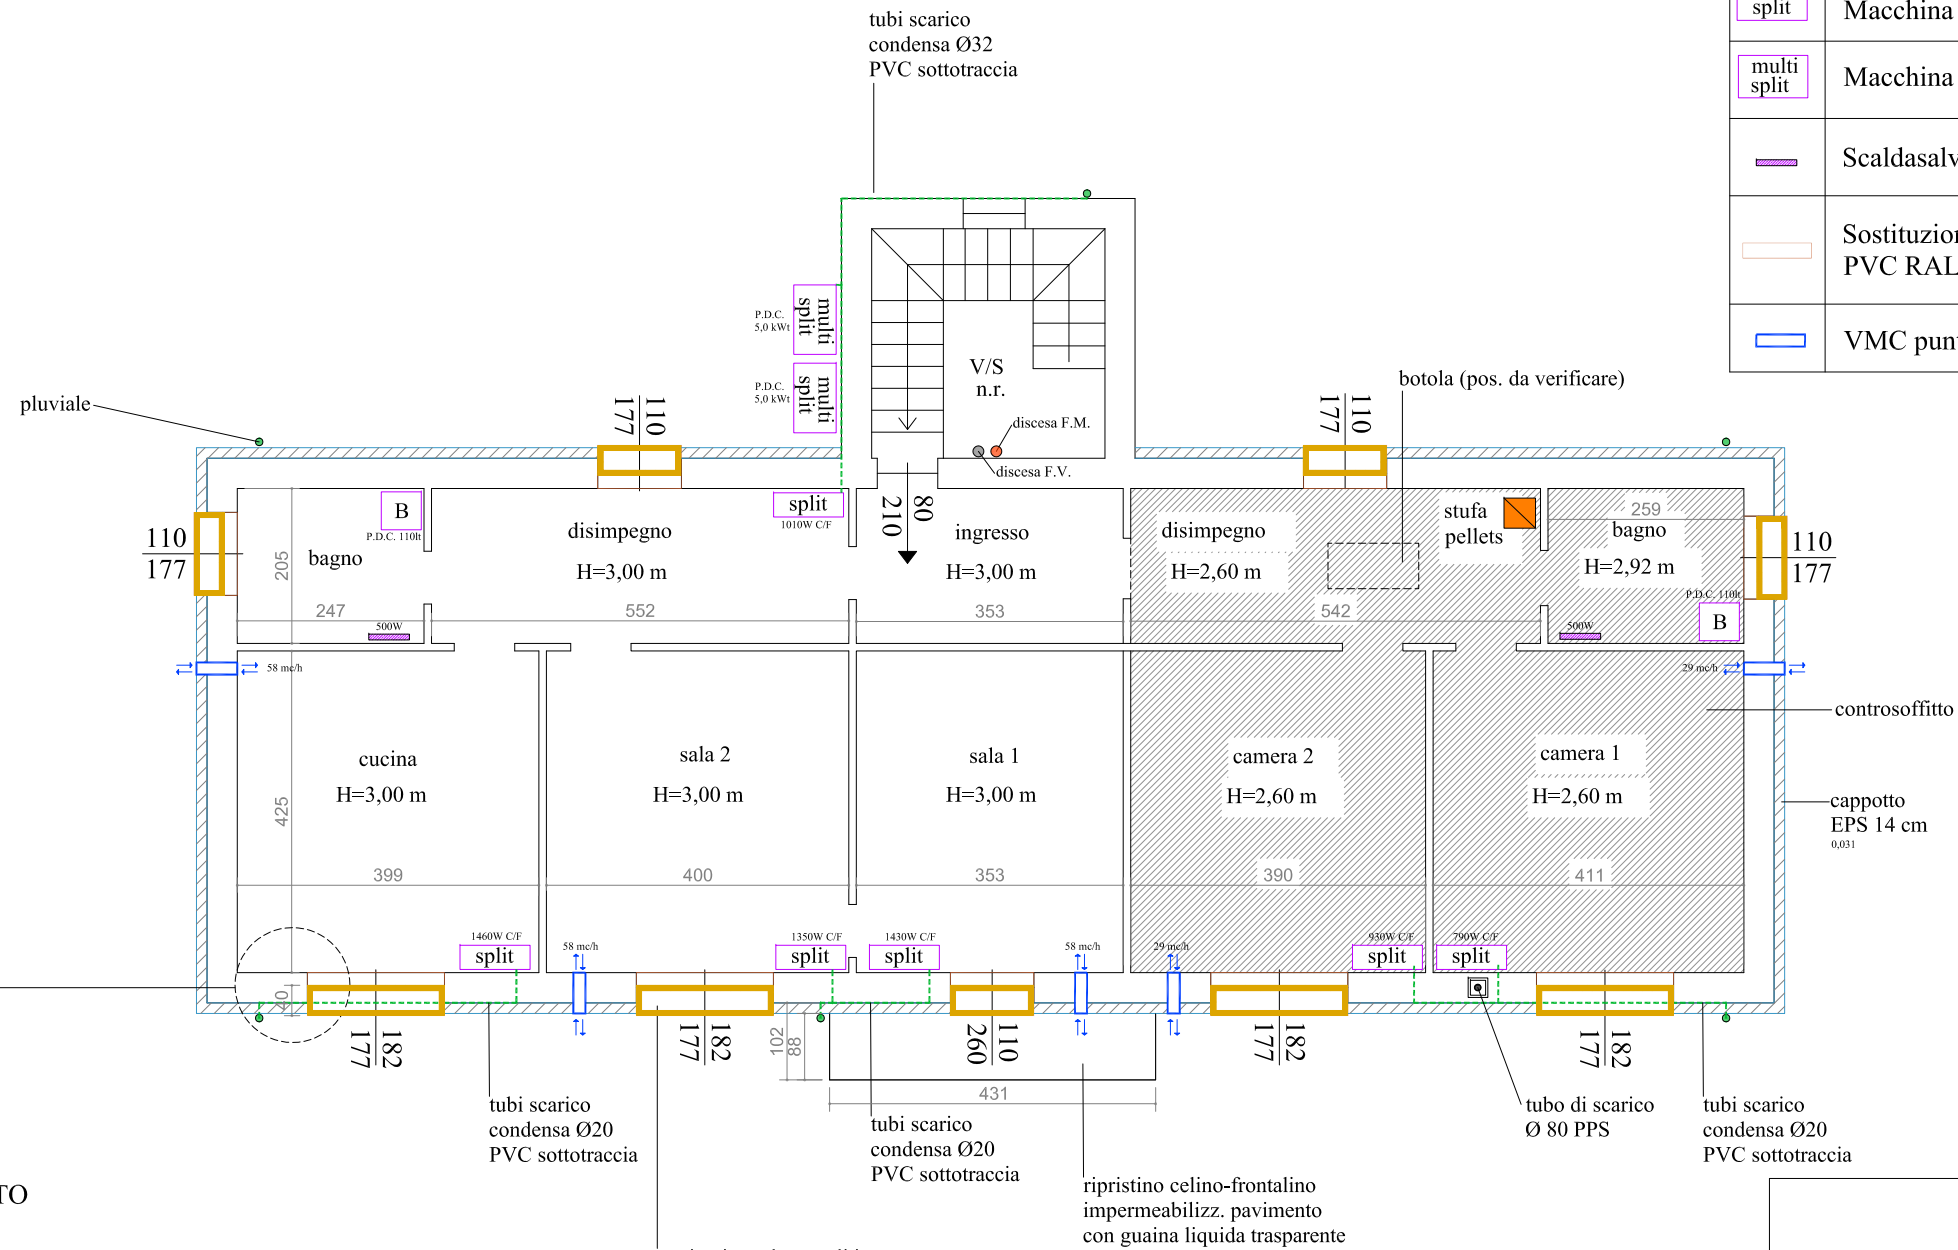 tubi scarico
condensa Ø32
PVC sottotraccia
split
Macchina
multi
split
Macchina
Scaldasalv
Sostituzion
PVC RAL
VMC pun
pluviale
P.D.C.
5,0 kWt
multi
split
P.D.C.
5,0 kWt
multi
split
V/S
n.r.
discesa F.M.
discesa F.V.
botola (pos. da verificare)
110
177
110
177
110
177
110
177
80
210
B
P.D.C. 110lt
bagno
205
247
500W
disimpegno
H=3,00 m
552
split
1010W C/F
ingresso
H=3,00 m
353
disimpegno
H=2,60 m
542
stufa
pellets
259
bagno
H=2,92 m
P.D.C. 110lt
B
500W
58 mc/h
29 mc/h
controsoffitto
cappotto
EPS 14 cm
0,031
cucina
H=3,00 m
425
399
sala 2
H=3,00 m
400
sala 1
H=3,00 m
353
camera 2
H=2,60 m
390
camera 1
H=2,60 m
411
1460W C/F
split
58 mc/h
1350W C/F
split
1430W C/F
split
58 mc/h
29 mc/h
930W C/F
split
790W C/F
split
40
182
177
182
177
102
88
110
260
182
177
182
177
431
tubi scarico
condensa Ø20
PVC sottotraccia
tubi scarico
condensa Ø20
PVC sottotraccia
tubo di scarico
Ø 80 PPS
tubi scarico
condensa Ø20
PVC sottotraccia
ripristino celino-frontalino
impermeabilizz. pavimento
con guaina liquida trasparente
TO